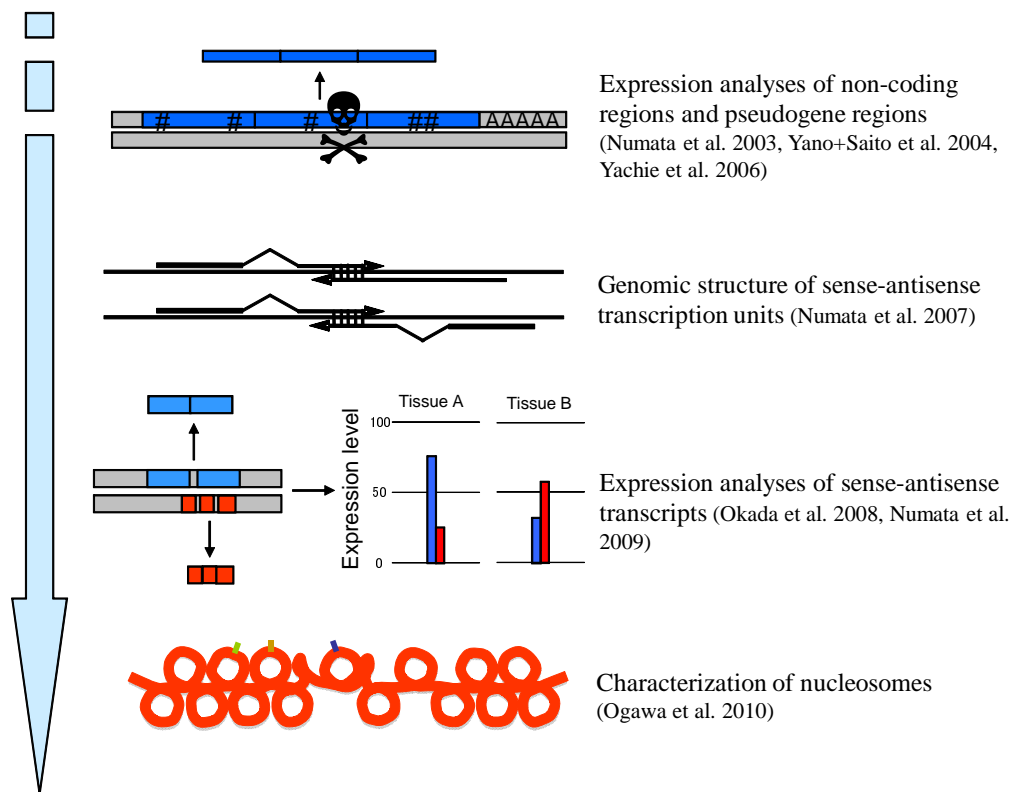 Expression analyses of non-coding
regions and pseudogene regions
(Numata et al. 2003, Yano+Saito et al. 2004,
Yachie et al. 2006)
# # # ## AAAAA
Genomic structure of sense-antisense
transcription units (Numata et al. 2007)
Tissue A Tissue B
Expression level
100
50
0
Expression analyses of sense-antisense
transcripts (Okada et al. 2008, Numata et al.
2009)
Characterization of nucleosomes
(Ogawa et al. 2010)